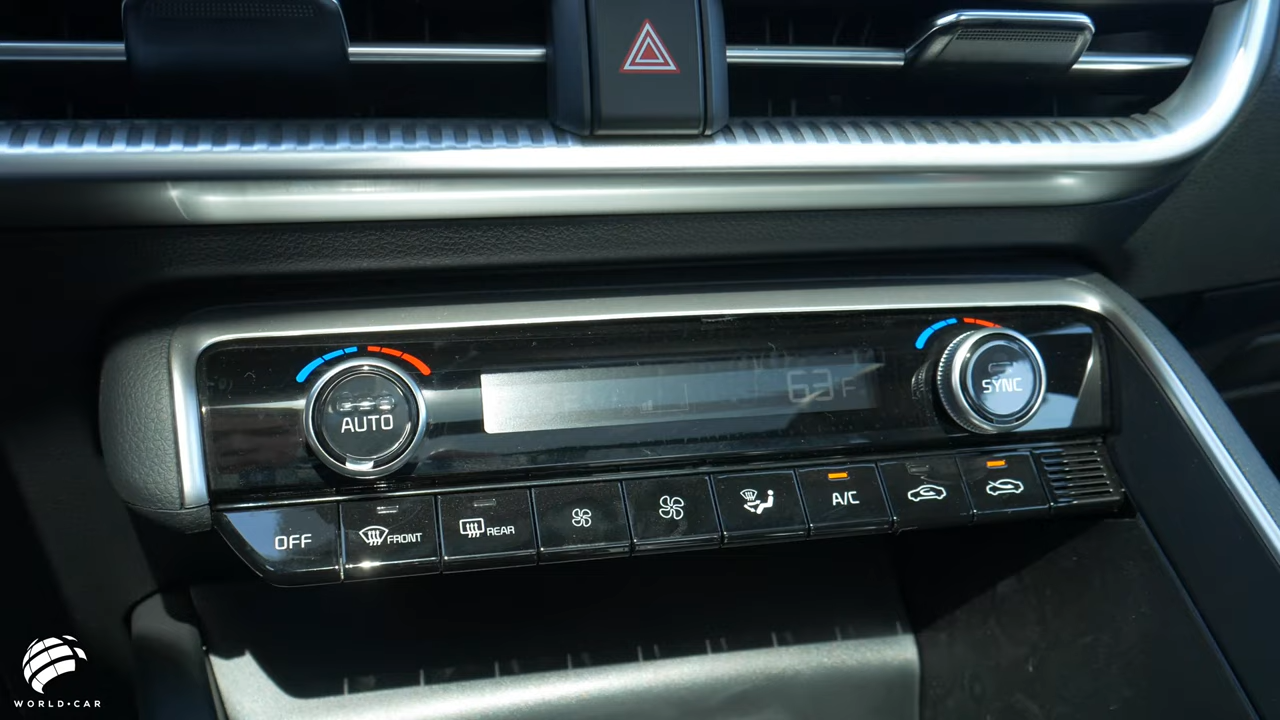 63 F
AUTO
SYNC
OFF
FRONT
REAR
A/C
WORLD•CAR